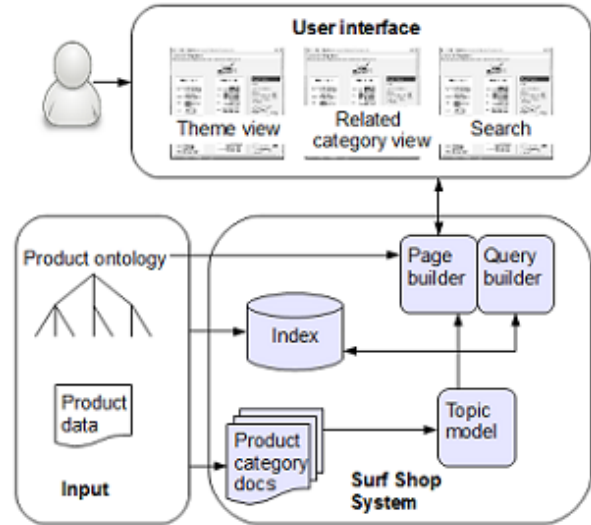 User interface
Theme view
Related
category view
Search
Product ontology
Page
builder
Query
builder
Index
Product
data
Product
category
docs
Topic
model
Input
Surf Shop
System